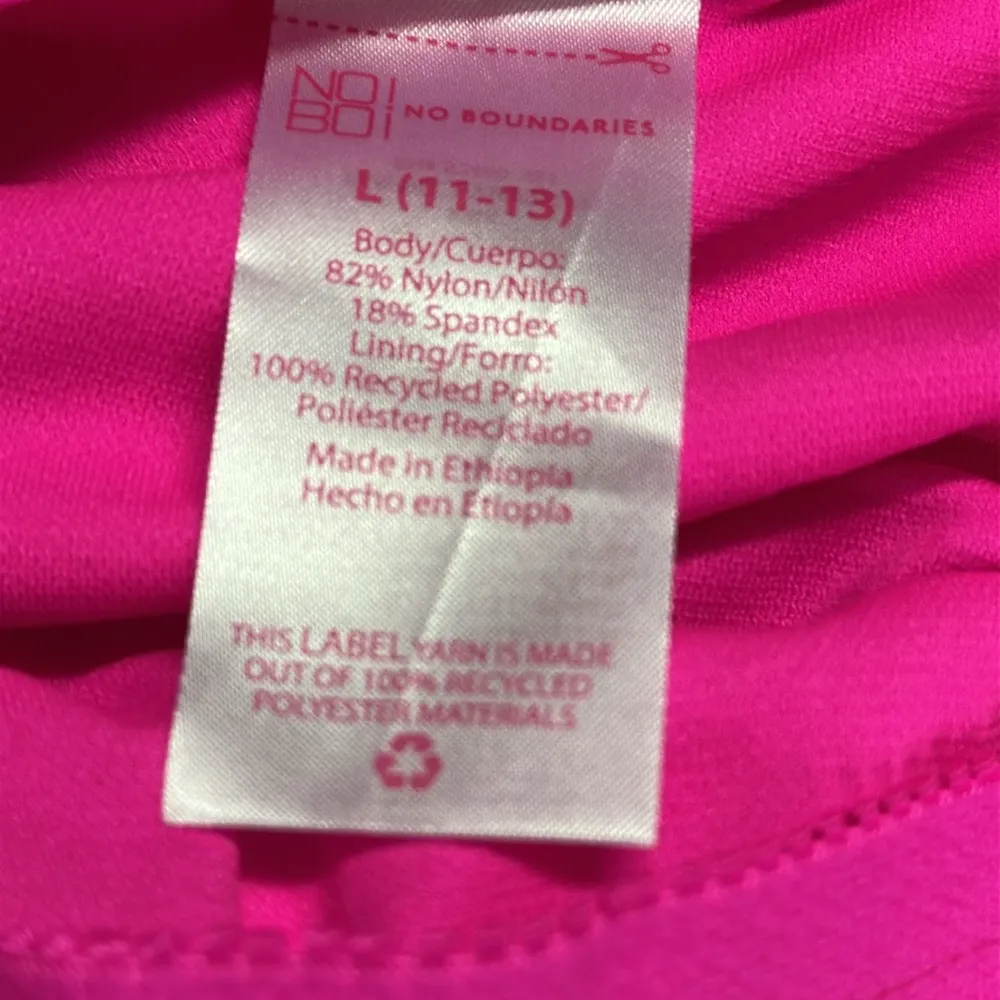 NO
BO
NO BOUNDARIES
L (11-13)
Body/Cuerpo:
82% Nylon/Nilón
18% Spandex
Lining/Forro:
100% Recycled Polyester/
Poliéster Reciclado
Made in Ethiopia
Hecho en Etiopía
THIS LABEL YARN IS MADE
OUT OF 100% RECYCLED
POLYESTER MATERIALS